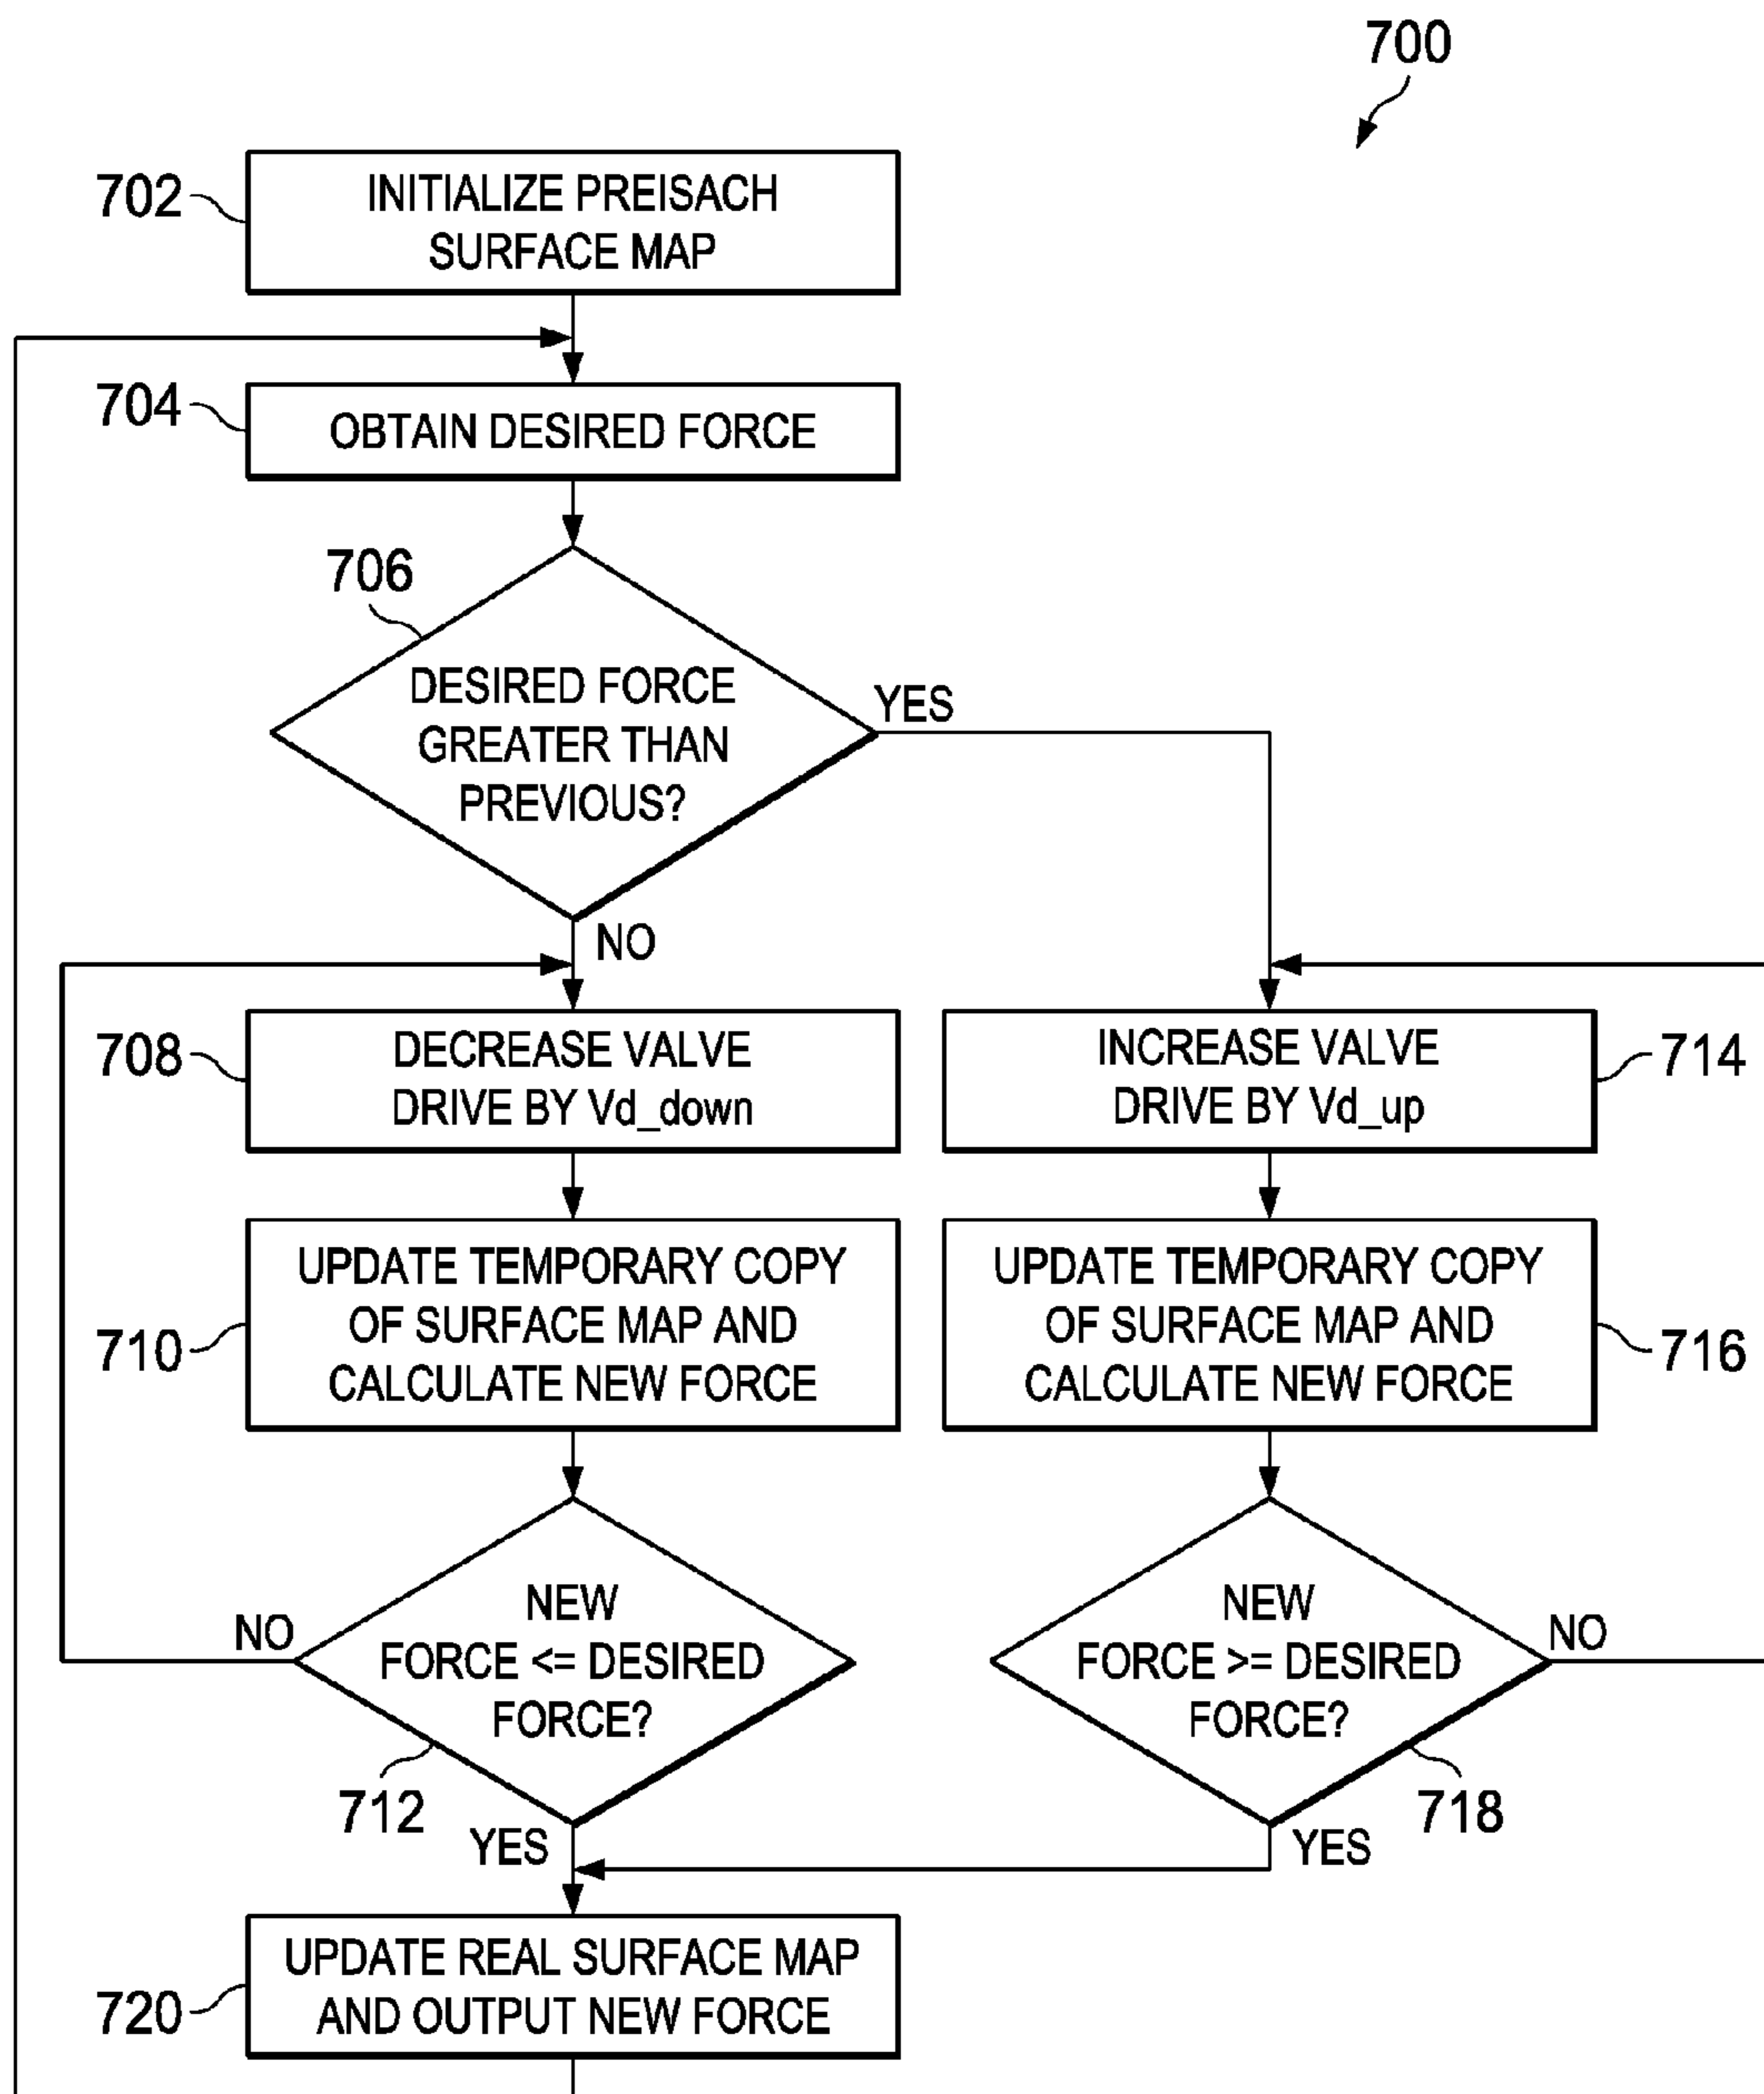 700
702
INITIALIZE PREISACH
SURFACE MAP
704
OBTAIN DESIRED FORCE
706
DESIRED FORCE
GREATER THAN
PREVIOUS?
YES
NO
708
DECREASE VALVE
DRIVE BY Vd_down
INCREASE VALVE
DRIVE BY Vd_up
714
710
UPDATE TEMPORARY COPY
OF SURFACE MAP AND
CALCULATE NEW FORCE
UPDATE TEMPORARY COPY
OF SURFACE MAP AND
CALCULATE NEW FORCE
716
NO
NEW
FORCE <= DESIRED
FORCE?
712
YES
NEW
FORCE >= DESIRED
FORCE?
NO
718
YES
720
UPDATE REAL SURFACE MAP
AND OUTPUT NEW FORCE